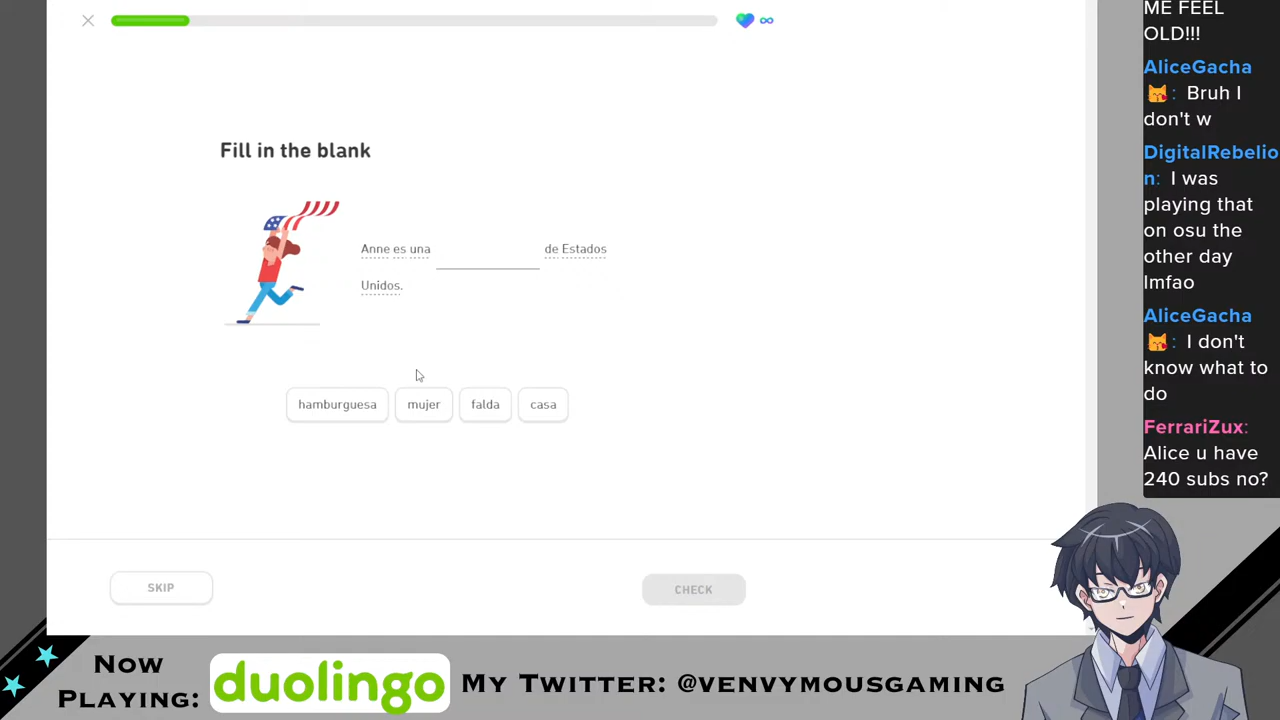 Fill in the blank
Anne es una ________ de Estados
Unidos.
hamburguesa
mujer
falda
casa
SKIP
CHECK
ME FEEL
OLD!!!
AliceGacha
😽: Bruh I
don't w
DigitalRebelio
n: I was
playing that
on osu the
other day
lmfao
AliceGacha
😽: I don't
know what to
do
FerrariZux:
Alice u have
240 subs no?
Now
Playing:
duolingo
My Twitter: @venvymousgaming